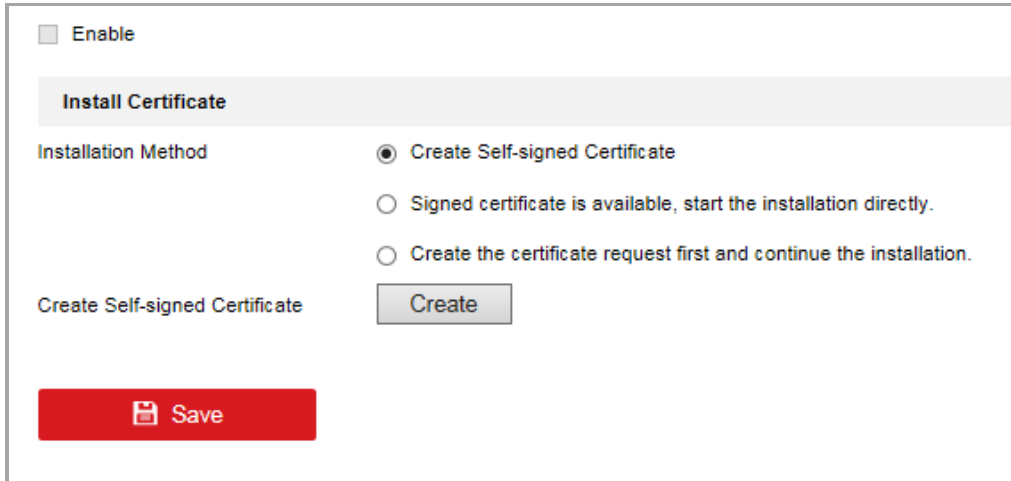 Enable
Install Certificate
Installation Method
Create Self-signed Certificate
Signed certificate is available, start the installation directly.
Create the certificate request first and continue the installation.
Create Self-signed Certificate
Create
Save